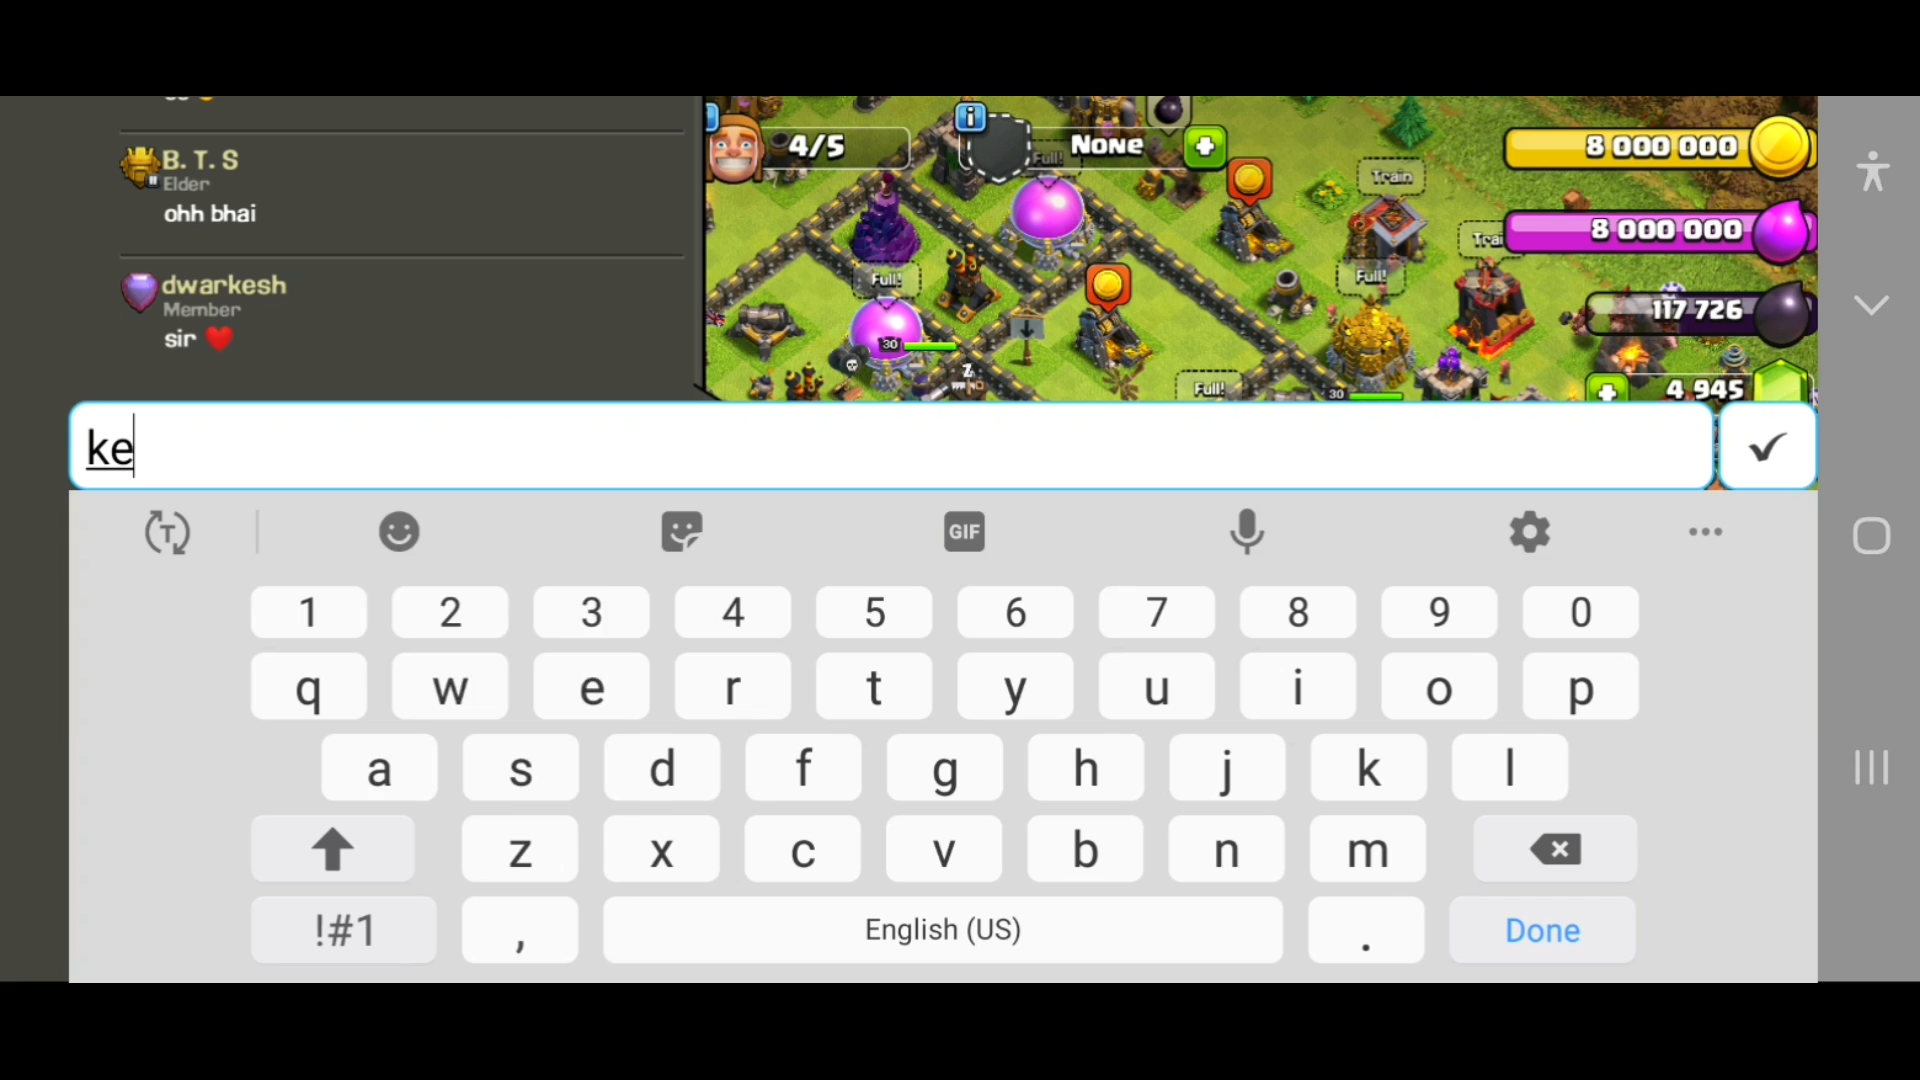 B. T. S
Elder
ohh bhai
dwarkesh
Member
sir ❤️
4/5
None
Full!
Train
8 000 000
8 000 000
Full!
Full!
117 726
30
Z
Full!
30
4 945
ke
GIF
1 2 3 4 5 6 7 8 9 0
q w e r t y u i o p
a s d f g h j k l
z x c v b n m
!#1 , English (US) . Done